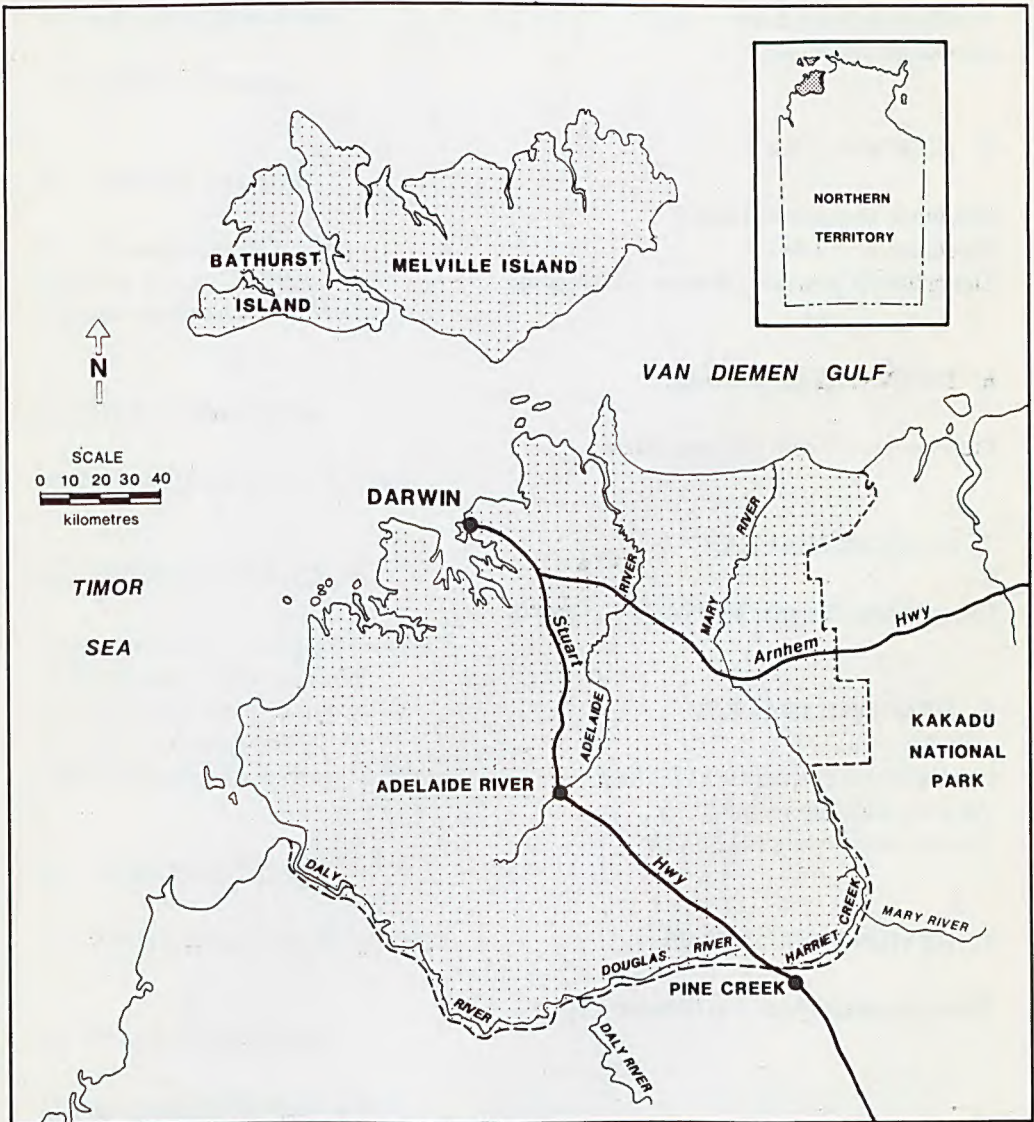 NORTHERN
TERRITORY
BATHURST
ISLAND
MELVILLE ISLAND
N
VAN DIEMEN GULF
SCALE
0 10 20 30 40
kilometres
DARWIN
TIMOR
SEA
RIVER
MARY
RIVER
ADELAIDE
Stuart
Hwy
Arnhem
Hwy
KAKADU
NATIONAL
PARK
ADELAIDE RIVER
DALY
RIVER
DOUGLAS RIVER
HARRIET CREEK
MARY RIVER
PINE CREEK
DALY RIVER